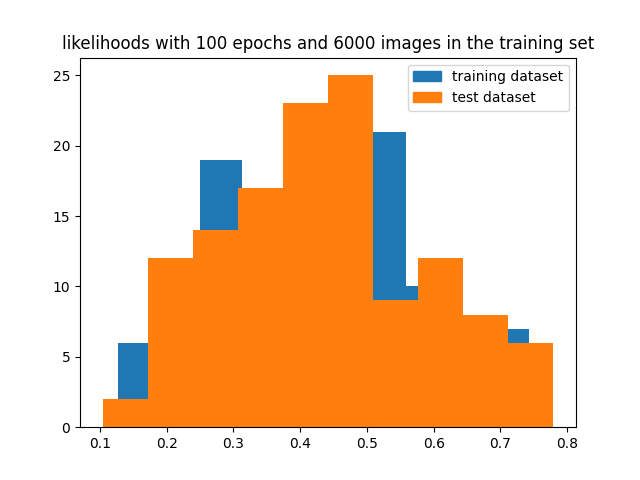 likelihoods with 100 epochs and 6000 images in the training set
training dataset
test dataset
25
20
15
10
5
0
0.1 0.2 0.3 0.4 0.5 0.6 0.7 0.8